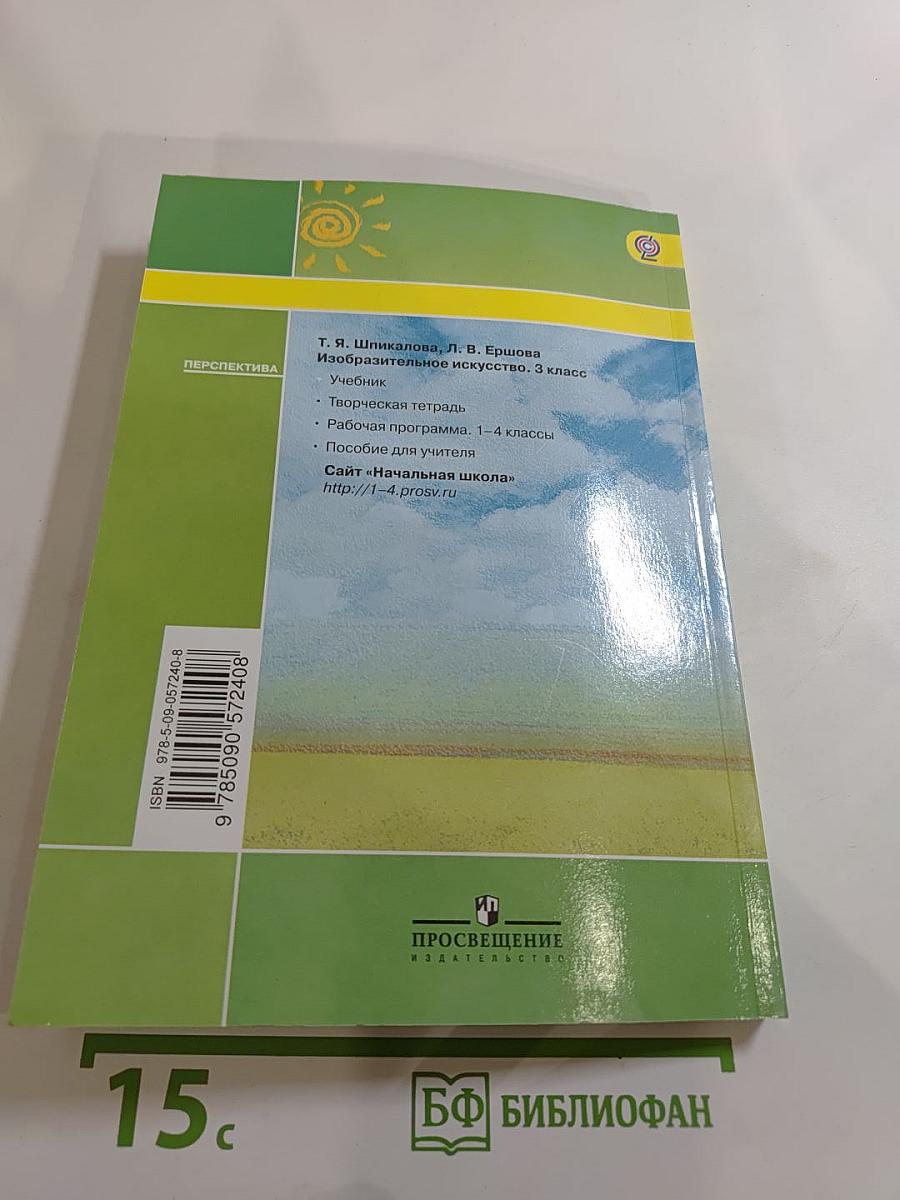 ПЕРСПЕКТИВА
Т. Я. Шпикалова, Л. В. Ершова
Изобразительное искусство. 3 класс
Учебник
• Творческая тетрадь
• Рабочая программа. 1–4 классы
• Пособие для учителя
Сайт «Начальная школа»
http://1–4.prosv.ru
ISBN 978-5-09-057240-8
9 785090 572408
ИП
ПРОСВЕЩЕНИЕ
ИЗДАТЕЛЬСТВО
15 с
БФ БИБЛИОФАН